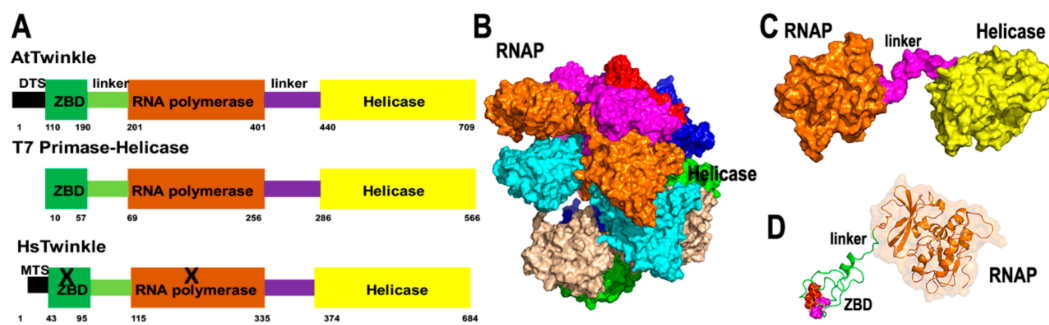 A
AtTwinkle
DTS
ZBD
linker
RNA polymerase
linker
Helicase
1 110 190 201 401 440 709
T7 Primase-Helicase
ZBD
RNA polymerase
Helicase
10 57 69 256 286 566
HsTwinkle
MTS
X
ZBD
X
RNA polymerase
Helicase
1 43 95 115 335 374 684
B
RNAP
Helicase
C
RNAP
linker
Helicase
D
linker
ZBD
RNAP